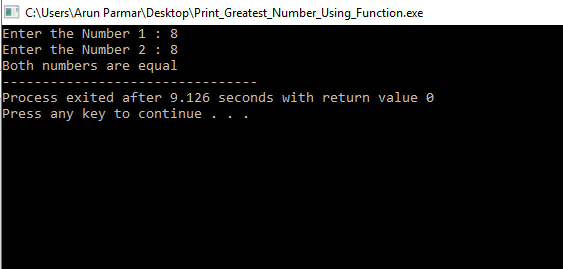 C:\Users\Arun Parmar\Desktop\Print_Greatest_Number_Using_Function.exe
Enter the Number 1 : 8
Enter the Number 2 : 8
Both numbers are equal
--------------------------------
Process exited after 9.126 seconds with return value 0
Press any key to continue . . .